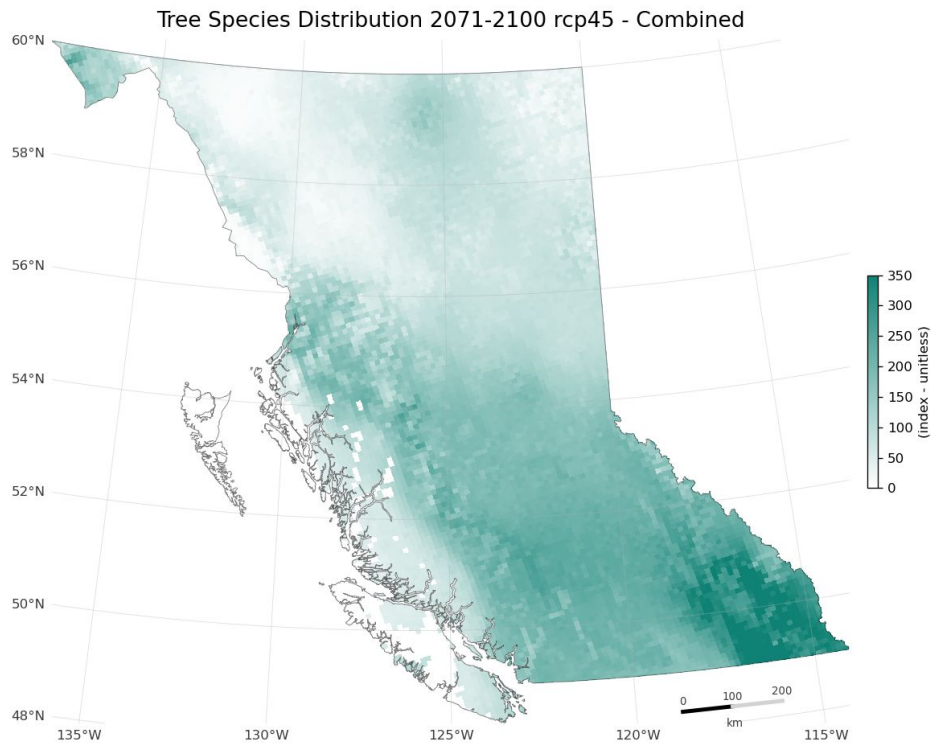 Tree Species Distribution 2071-2100 rcp45 - Combined
60°N
58°N
56°N
54°N
52°N
50°N
48°N
135°W
130°W
125°W
120°W
115°W
350
300
250
200
150
100
50
0
(index - unitless)
0 100 200
km